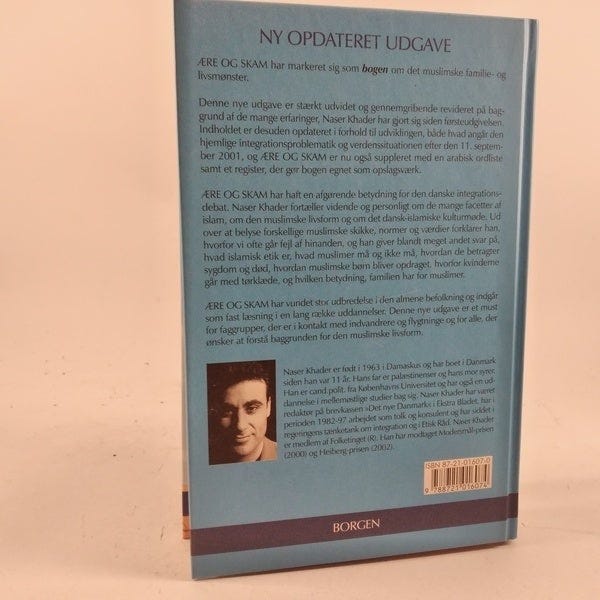 NY OPDATERET UDGAVE
ÆRE OG SKAM har markeret sig som bogen om det muslimske familie- og
livsmønster.
Denne nye udgave er stærkt udvidet og gennemgribende revideret på bag-
grund af de mange erfaringer, Naser Khader har gjort sig siden førsteudgivelsen.
Indholdet er desuden opdateret i forhold til udviklingen, både hvad angår den
hjemlige integrationsproblematik og verdenssituationen efter den 11. septem-
ber 2001, og ÆRE OG SKAM er nu også suppleret med en arabisk ordliste
samt et register, der gør bogen egnet som opslagsværk.
ÆRE OG SKAM har haft en afgørende betydning for den danske integrations-
debat. Naser Khader fortæller vidende og personligt om de mange facetter af
islam, om den muslimske livsform og om det dansk-islamiske kulturmøde. Ud
over at belyse forskellige muslimske skikke, normer og værdier forklarer han,
hvorfor vi ofte går fejl af hinanden, og han giver blandt meget andet svar på,
hvad islamisk etik er, hvad muslimer må og ikke må, hvordan de betragter
sygdom og død, hvordan muslimske børn bliver opdraget, hvorfor kvinderne
går med tørklæde, og hvilken betydning, familien har for muslimer.
ÆRE OG SKAM har vundet stor udbredelse i den almene befolkning og indgår
som fast læsning i en lang række uddannelser. Denne nye udgave er et must
for faggrupper, der er i kontakt med indvandrere og flygtninge og for alle, der
ønsker at forstå baggrunden for den muslimske livsform.
Naser Khader er født i 1963 i Damaskus og har boet i Danmark
siden han var 11 år. Hans far er palæstinenser og hans mor syrer.
Han er cand.polit. fra Københavns Universitet og har også en ud-
dannelse i mellemøstlige studier bag sig. Naser Khader har været
redaktør på brevkassen »Det nye Danmark« i Ekstra Bladet, har i
perioden 1982-97 arbejdet som tolk og konsulent og har siddet i
regeringens tænketank om integration og i Etisk Råd. Naser Khader
er medlem af Folketinget (R). Han har modtaget Modersmål-prisen
(2000) og Hesberg-prisen (2002).
ISBN 87-21-01607-0
9 788721 016074
BORGEN